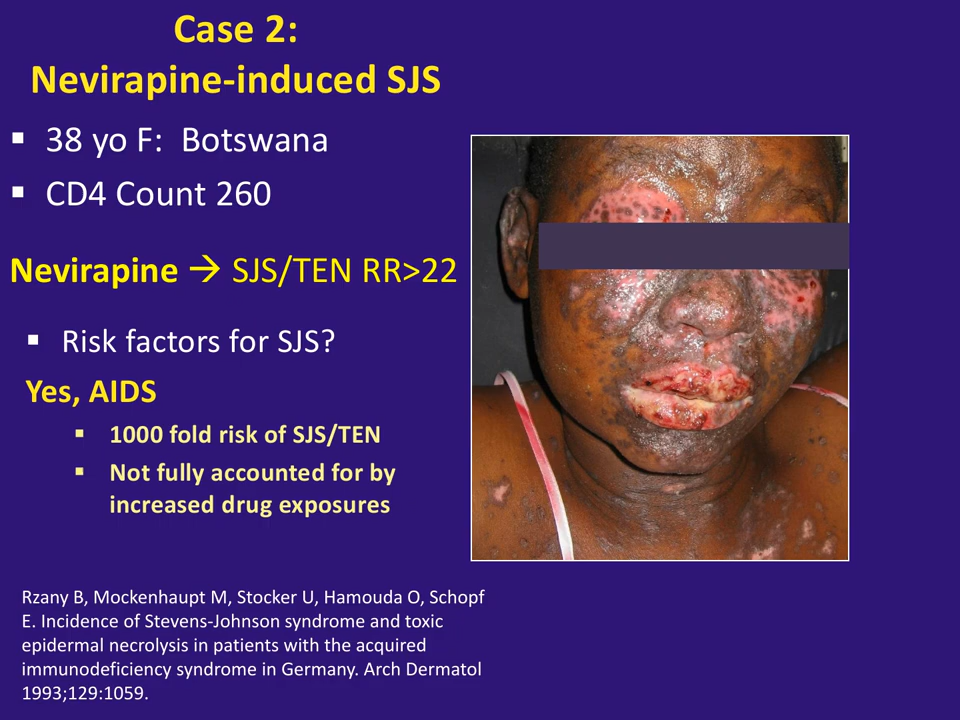 Case 2:
Nevirapine-induced SJS
▪ 38 yo F: Botswana
▪ CD4 Count 260
Nevirapine → SJS/TEN RR>22
▪ Risk factors for SJS?
Yes, AIDS
▪ 1000 fold risk of SJS/TEN
▪ Not fully accounted for by
increased drug exposures
Rzany B, Mockenhaupt M, Stocker U, Hamouda O, Schopf
E. Incidence of Stevens-Johnson syndrome and toxic
epidermal necrolysis in patients with the acquired
immunodeficiency syndrome in Germany. Arch Dermatol
1993;129:1059.